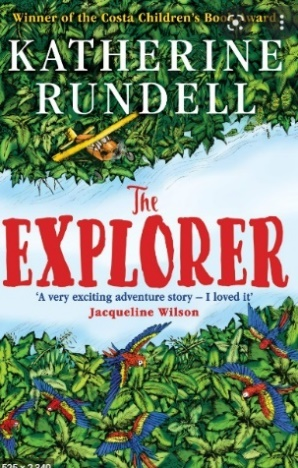 Winner of the Costa Children's Book Award
KATHERINE
RUNDELL
The
EXPLORER
'A very exciting adventure story – I loved it'
Jacqueline Wilson